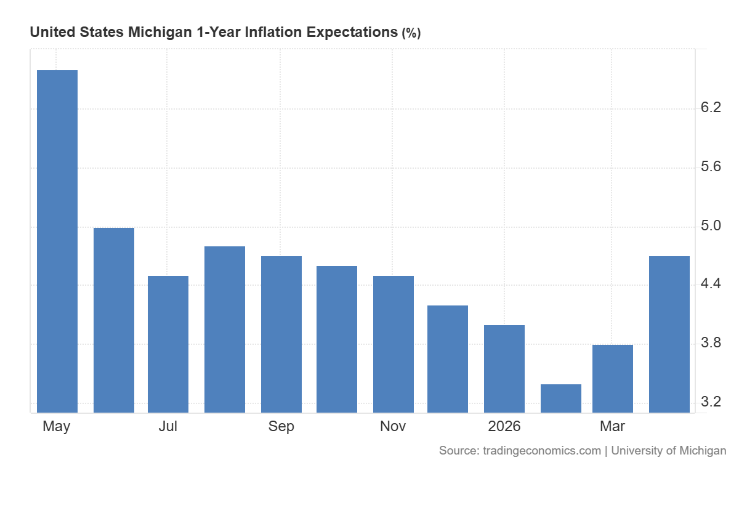 United States Michigan 1-Year Inflation Expectations (%)
6.2
5.6
5.0
4.4
3.8
3.2
May Jul Sep Nov 2026 Mar
Source: tradingeconomics.com | University of Michigan